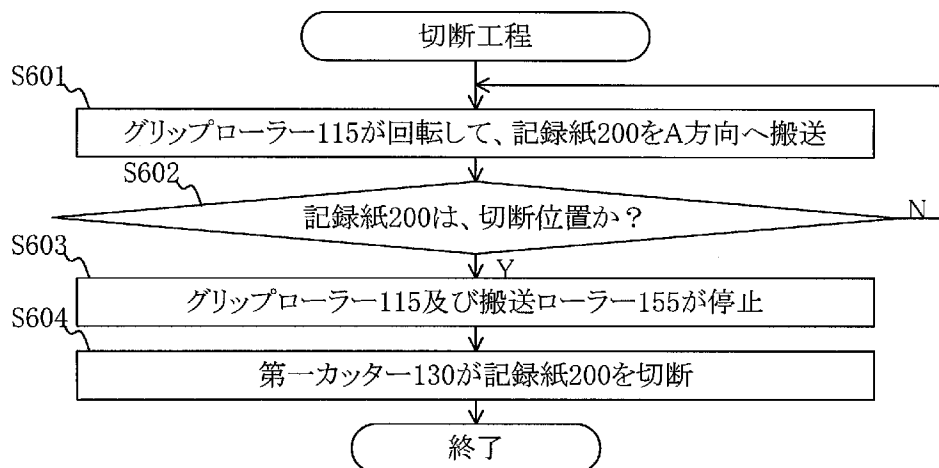 切断工程
S601
グリップローラー115が回転して、記録紙200をA方向へ搬送
S602
記録紙200は、切断位置か？
N
Y
S603
グリップローラー115及び搬送ローラー155が停止
S604
第一カッター130が記録紙200を切断
終了